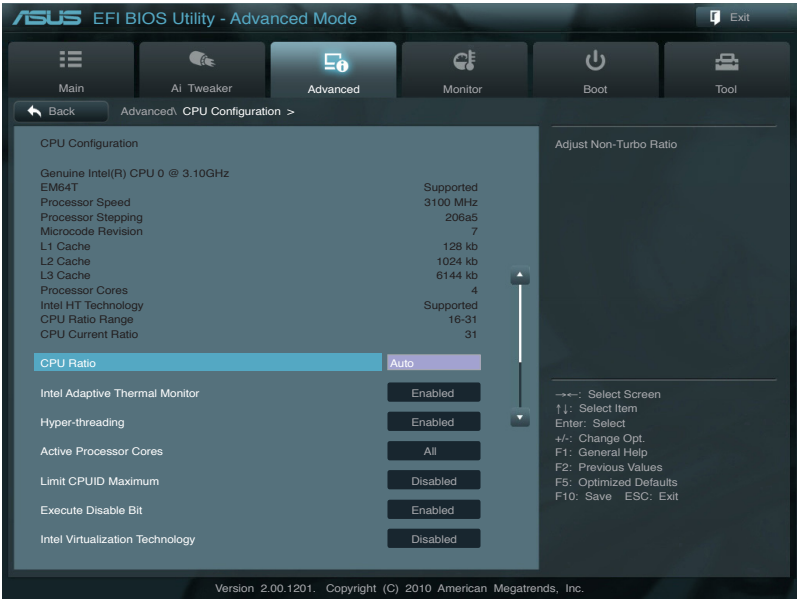 ASUS EFI BIOS Utility - Advanced Mode
Exit
Main
Ai Tweaker
Advanced
Monitor
Boot
Tool
Back
Advanced\ CPU Configuration >
CPU Configuration
Genuine Intel(R) CPU 0 @ 3.10GHz
EM64T Supported
Processor Speed 3100 MHz
Processor Stepping 206a5
Microcode Revision 7
L1 Cache 128 kb
L2 Cache 1024 kb
L3 Cache 6144 kb
Processor Cores 4
Intel HT Technology Supported
CPU Ratio Range 16-31
CPU Current Ratio 31
CPU Ratio Auto
Intel Adaptive Thermal Monitor Enabled
Hyper-threading Enabled
Active Processor Cores All
Limit CPUID Maximum Disabled
Execute Disable Bit Enabled
Intel Virtualization Technology Disabled
Adjust Non-Turbo Ratio
→←: Select Screen
↑↓: Select Item
Enter: Select
+/-: Change Opt.
F1: General Help
F2: Previous Values
F5: Optimized Defaults
F10: Save ESC: Exit
Version 2.00.1201. Copyright (C) 2010 American Megatrends, Inc.